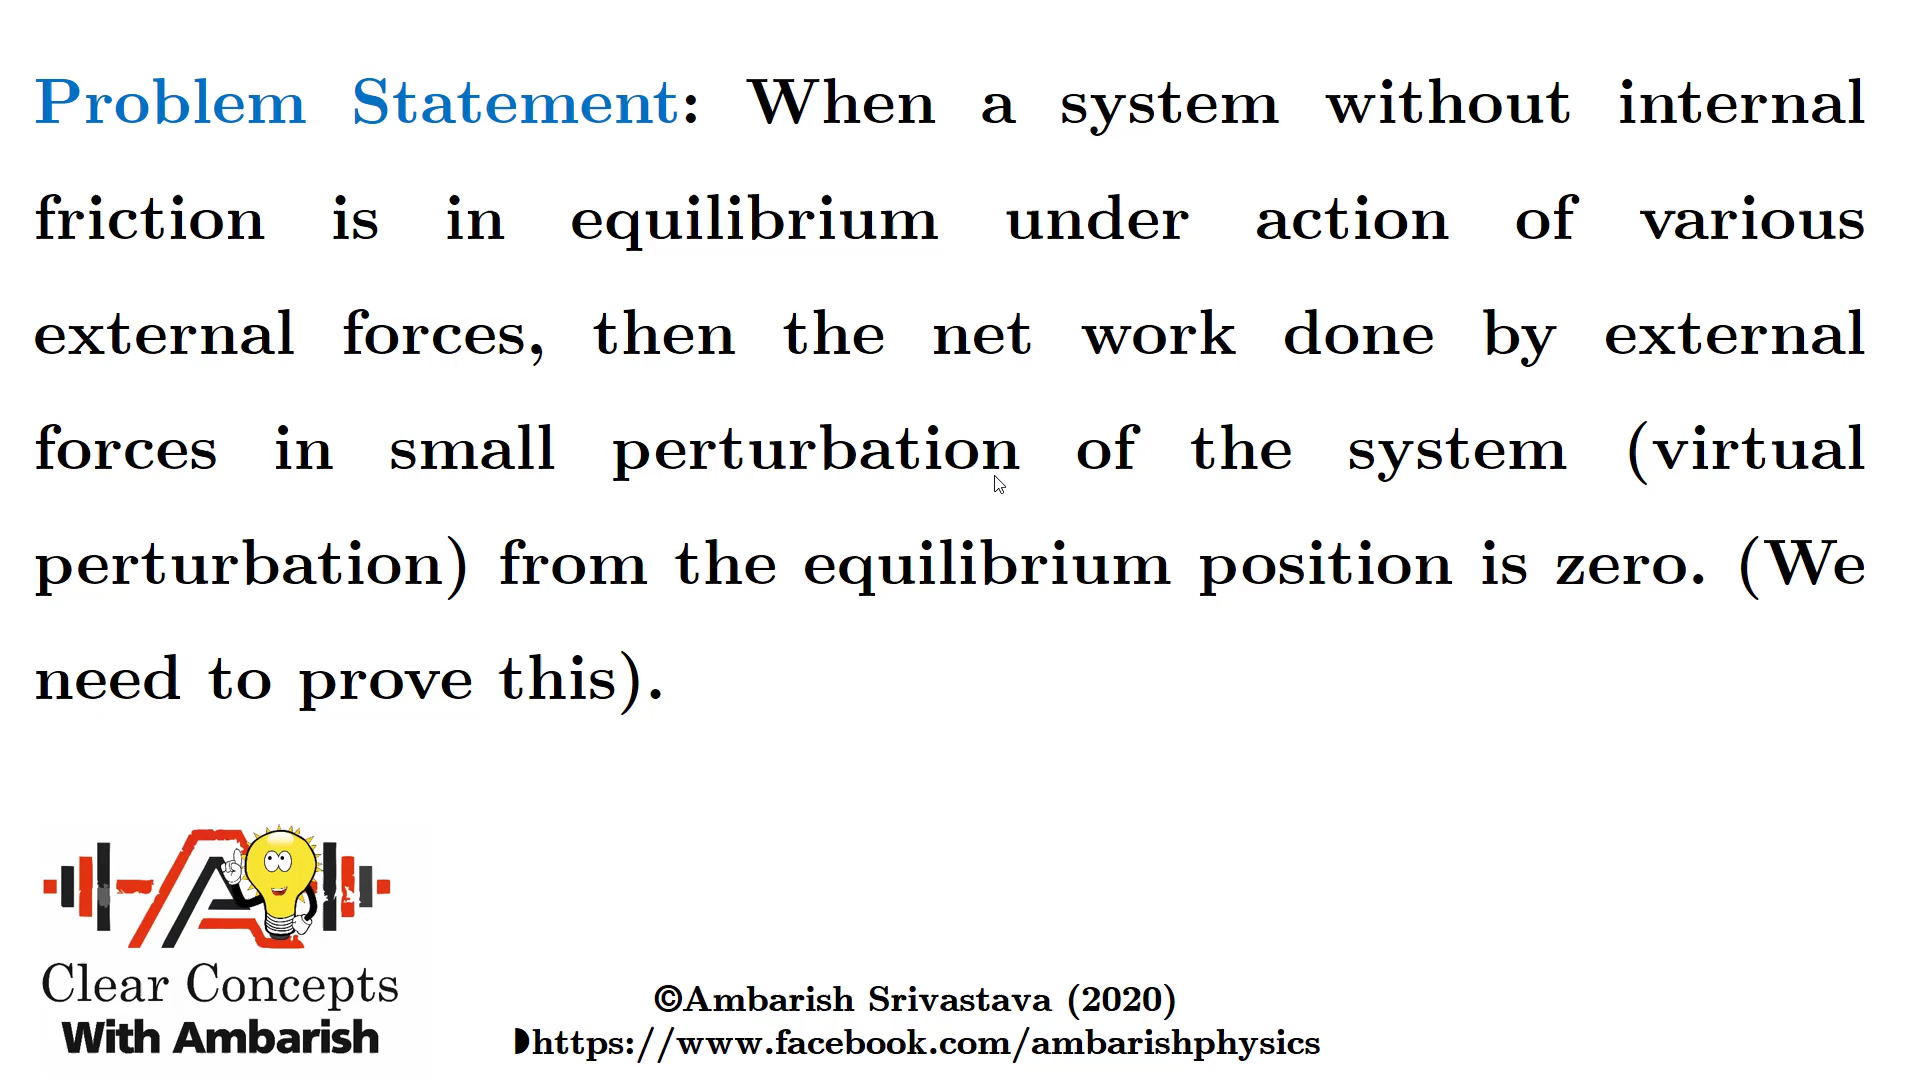 Problem Statement: When a system without internal
friction is in equilibrium under action of various
external forces, then the net work done by external
forces in small perturbation of the system (virtual
perturbation) from the equilibrium position is zero. (We
need to prove this).
Clear Concepts
With Ambarish
©Ambarish Srivastava (2020)
◗https://www.facebook.com/ambarishphysics